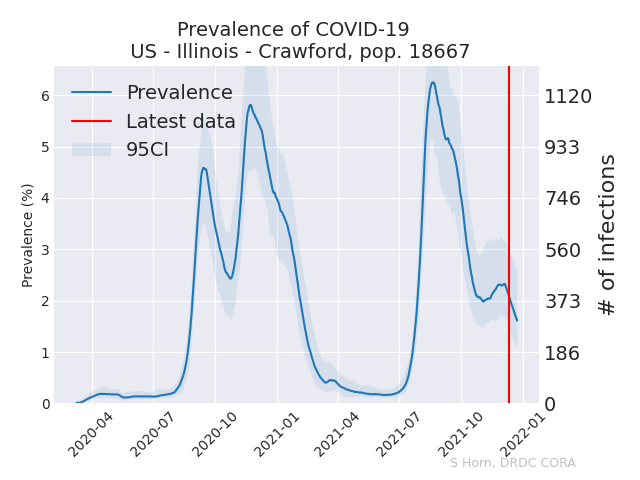 Prevalence of COVID-19
US - Illinois - Crawford, pop. 18667
Prevalence
Latest data
95CI
Prevalence (%)
6
5
4
3
2
1
0
1120
933
746
560
373
186
0
# of infections
2020-04
2020-07
2020-10
2021-01
2021-04
2021-07
2021-10
2022-01
S Horn, DRDC CORA